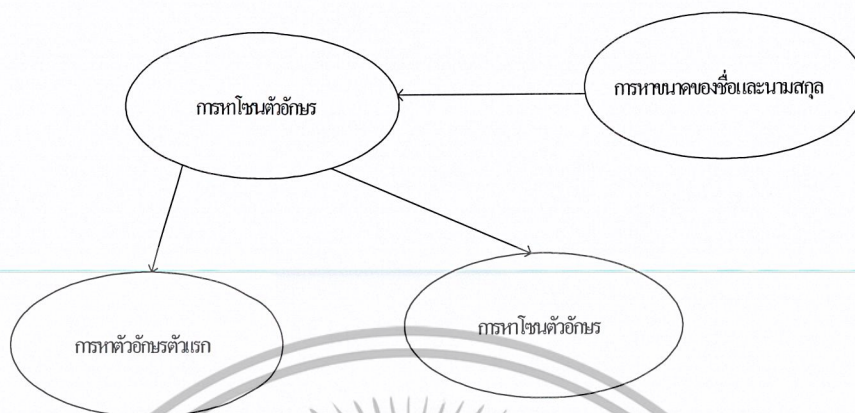 การหาขนาดของชื่อและนามสกุล
การหาโซนตัวอักษร
การหาโซนตัวอักษร
การหาตัวอักษรตัวแรก